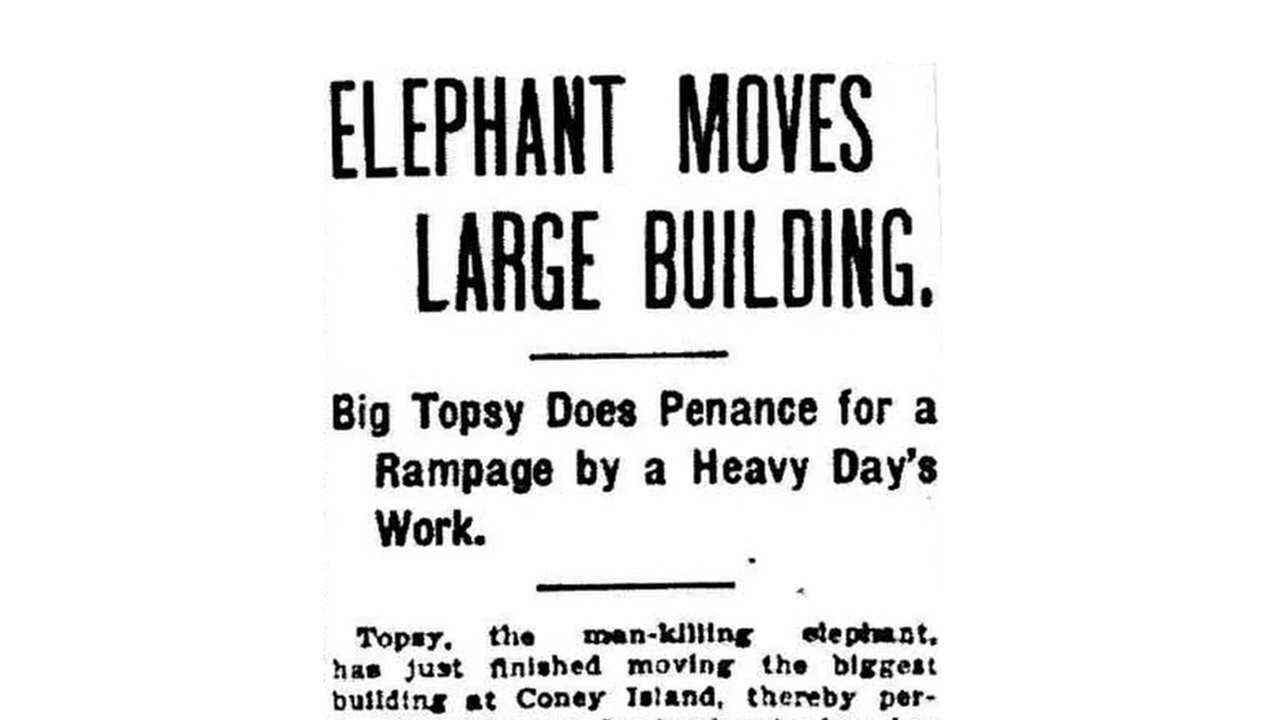 ELEPHANT MOVES
LARGE BUILDING.
Big Topsy Does Penance for a
Rampage by a Heavy Day's
Work.
Topsy, the man-killing elephant,
has just finished moving the biggest
building at Coney Island, thereby per-